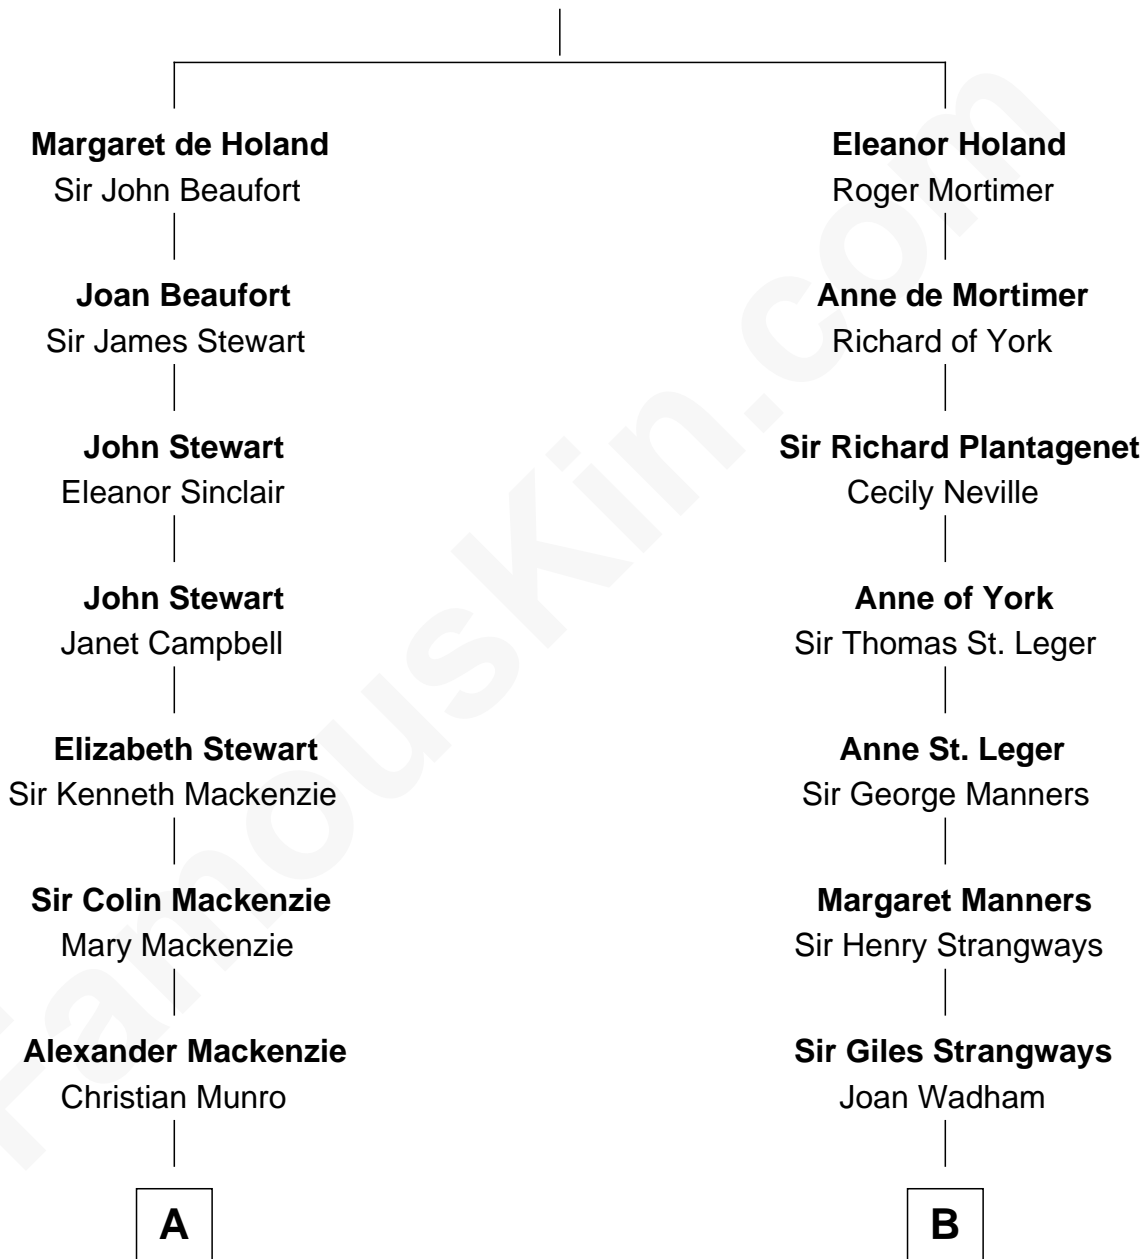 Margaret de Holand
Sir John Beaufort
Joan Beaufort
Sir James Stewart
John Stewart
Eleanor Sinclair
John Stewart
Janet Campbell
Elizabeth Stewart
Sir Kenneth Mackenzie
Sir Colin Mackenzie
Mary Mackenzie
Alexander Mackenzie
Christian Munro
A
Eleanor Holand
Roger Mortimer
Anne de Mortimer
Richard of York
Sir Richard Plantagenet
Cecily Neville
Anne of York
Sir Thomas St. Leger
Anne St. Leger
Sir George Manners
Margaret Manners
Sir Henry Strangways
Sir Giles Strangways
Joan Wadham
B
FamousKin.com